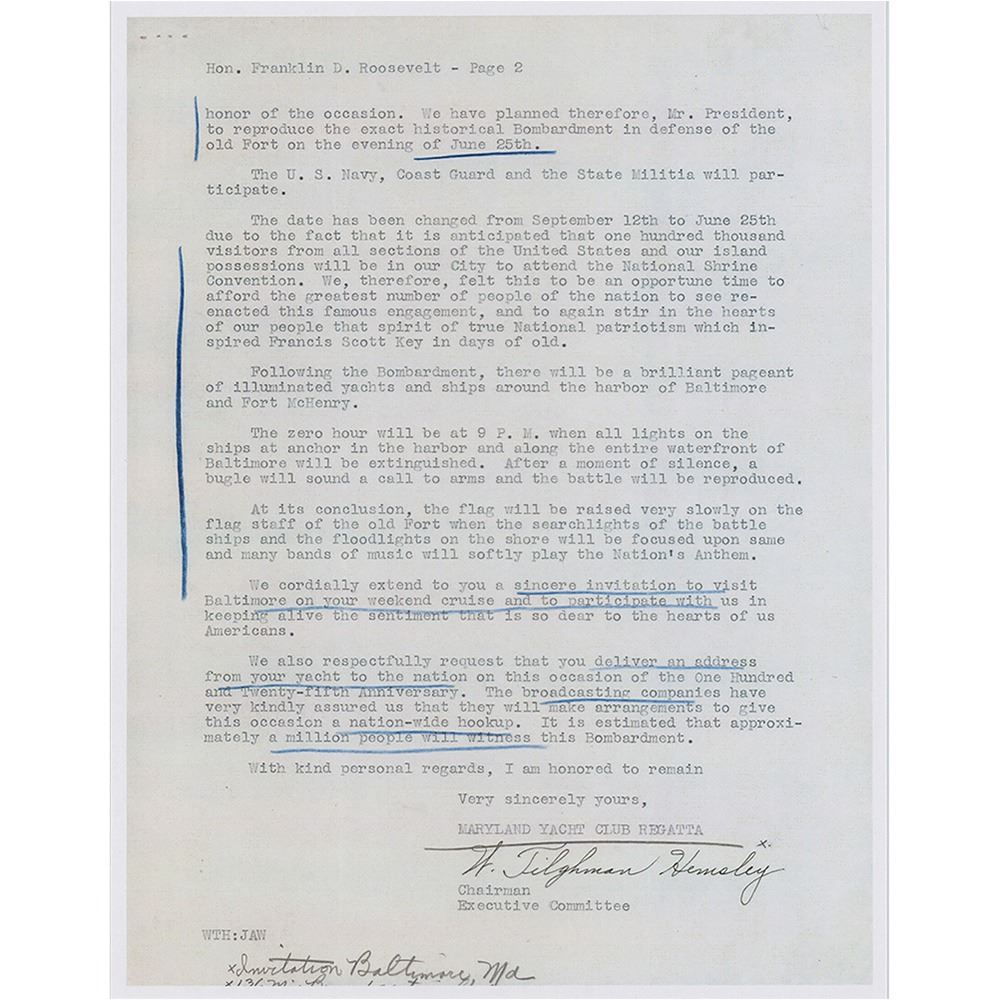 Hon. Franklin D. Roosevelt - Page 2
honor of the occasion. We have planned therefore, Mr. President,
to reproduce the exact historical Bombardment in defense of the
old Fort on the evening of June 25th.
The U. S. Navy, Coast Guard and the State Militia will par-
ticipate.
The date has been changed from September 12th to June 25th
due to the fact that it is anticipated that one hundred thousand
visitors from all sections of the United States and our island
possessions will be in our City to attend the National Shrine
Convention. We, therefore, felt this to be an opportune time to
afford the greatest number of people of the nation to see re-
enacted this famous engagement, and to again stir in the hearts
of our people that spirit of true National patriotism which in-
spired Francis Scott Key in days of old.
Following the Bombardment, there will be a brilliant pageant
of illuminated yachts and ships around the harbor of Baltimore
and Fort McHenry.
The zero hour will be at 9 P. M. when all lights on the
ships at anchor in the harbor and along the entire waterfront of
Baltimore will be extinguished. After a moment of silence, a
bugle will sound a call to arms and the battle will be reproduced.
At its conclusion, the flag will be raised very slowly on the
flag staff of the old Fort when the searchlights of the battle
ships and the floodlights on the shore will be focused upon same
and many bands of music will softly play the Nation's Anthem.
We cordially extend to you a sincere invitation to visit
Baltimore on your weekend cruise and to participate with us in
keeping alive the sentiment that is so dear to the hearts of us
Americans.
We also respectfully request that you deliver an address
from your yacht to the nation on this occasion of the One Hundred
and Twenty-fifth Anniversary. The broadcasting companies have
very kindly assured us that they will make arrangements to give
this occasion a nation-wide hookup. It is estimated that approxi-
mately a million people will witness this Bombardment.
With kind personal regards, I am honored to remain
Very sincerely yours,
MARYLAND YACHT CLUB REGATTA
x.
W. Tilghman Hemsley
Chairman
Executive Committee
WTH:JAW
xInvitation Baltimore, Md